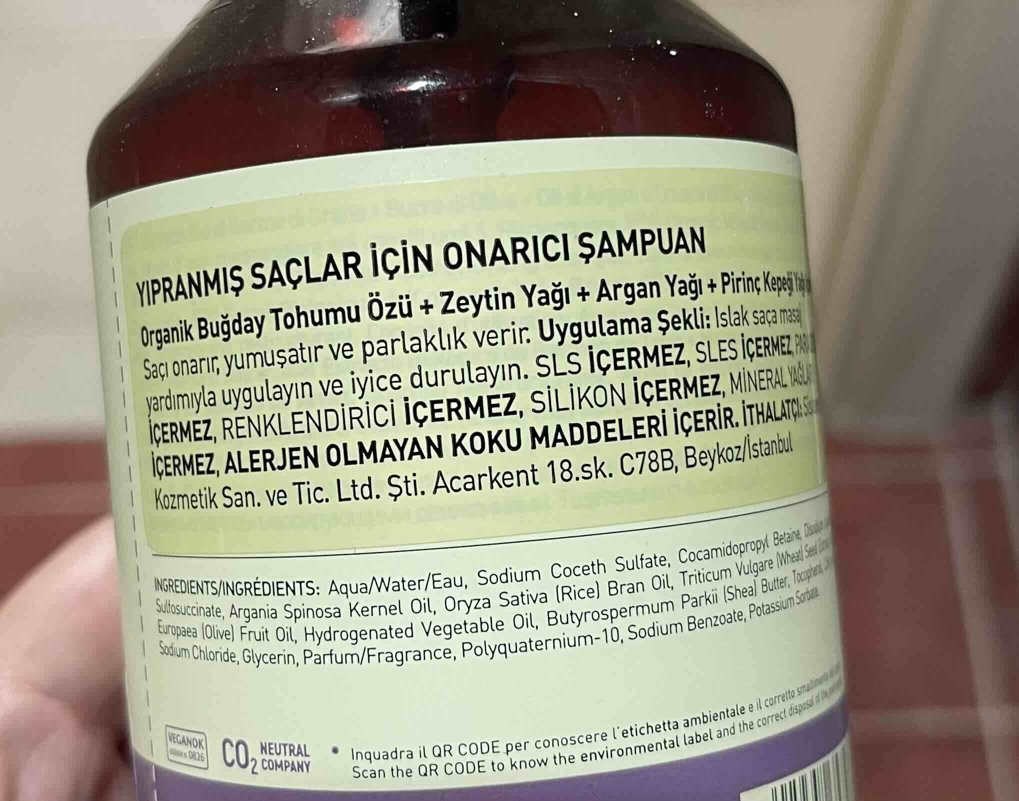 YIPRANMIŞ SAÇLAR İÇİN ONARICI ŞAMPUAN
Organik Buğday Tohumu Özü + Zeytin Yağı + Argan Yağı + Pirinç Kepeği
Saçı onarır, yumuşatır ve parlaklık verir. Uygulama Şekli: Islak saça
yardımıyla uygulayın ve iyice durulayın. SLS İÇERMEZ, SLES İÇERMEZ,
İÇERMEZ, RENKLENDİRİCİ İÇERMEZ, SİLİKON İÇERMEZ, MİNERAL
İÇERMEZ, ALERJEN OLMAYAN KOKU MADDELERİ İÇERİR. İTHALATÇI:
Kozmetik San. ve Tic. Ltd. Şti. Acarkent 18.sk. C78B, Beykoz/İstanbul
INGREDIENTS/INGRÉDIENTS: Aqua/Water/Eau, Sodium Coceth Sulfate, Cocamidopropyl Betaine, Disodium
Sulfosuccinate, Argania Spinosa Kernel Oil, Oryza Sativa (Rice) Bran Oil, Triticum Vulgare (Wheat) Seed
Europaea (Olive) Fruit Oil, Hydrogenated Vegetable Oil, Butyrospermum Parkii (Shea) Butter, Tocopherol,
Sodium Chloride, Glycerin, Parfum/Fragrance, Polyquaternium-10, Sodium Benzoate, Potassium Sorbate.
VEGANOK
0826
CO2 NEUTRAL
COMPANY
• Inquadra il QR CODE per conoscere l'etichetta ambientale e il corretto smaltimento
Scan the QR CODE to know the environmental label and the correct disposal of the